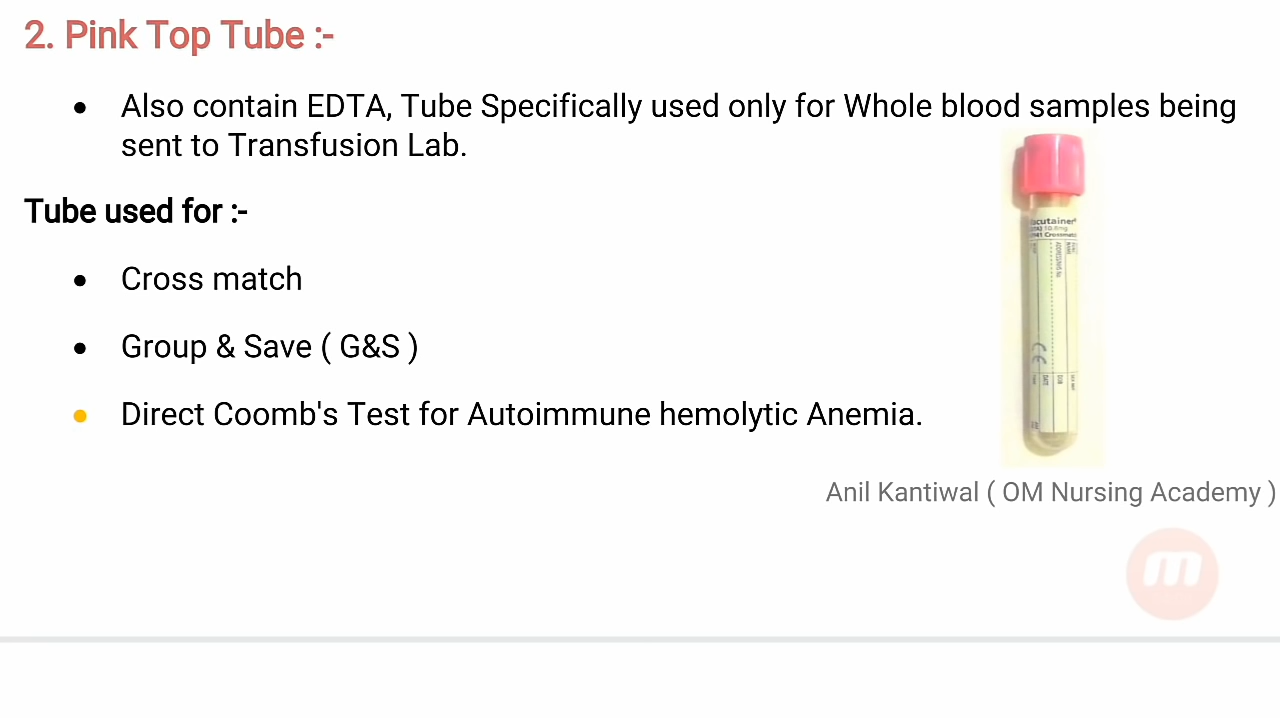 2. Pink Top Tube :-
Also contain EDTA, Tube Specifically used only for Whole blood samples being
sent to Transfusion Lab.
Tube used for :-
Cross match
Group & Save ( G&S )
Direct Coomb's Test for Autoimmune hemolytic Anemia.
Anil Kantiwal ( OM Nursing Academy )